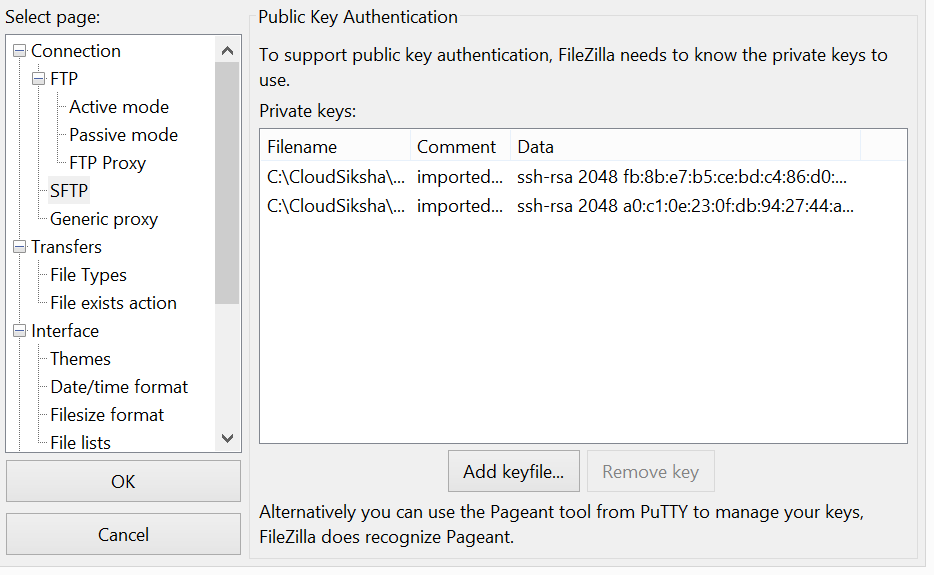 Select page:
Connection
FTP
Active mode
Passive mode
FTP Proxy
SFTP
Generic proxy
Transfers
File Types
File exists action
Interface
Themes
Date/time format
Filesize format
File lists
OK
Cancel
Public Key Authentication
To support public key authentication, FileZilla needs to know the private keys to
use.
Private keys:
Filename Comment Data
C:\CloudSiksha\... imported... ssh-rsa 2048 fb:8b:e7:b5:ce:bd:c4:86:d0:...
C:\CloudSiksha\... imported... ssh-rsa 2048 a0:c1:0e:23:0f:db:94:27:44:a...
Add keyfile... Remove key
Alternatively you can use the Pageant tool from PuTTY to manage your keys,
FileZilla does recognize Pageant.